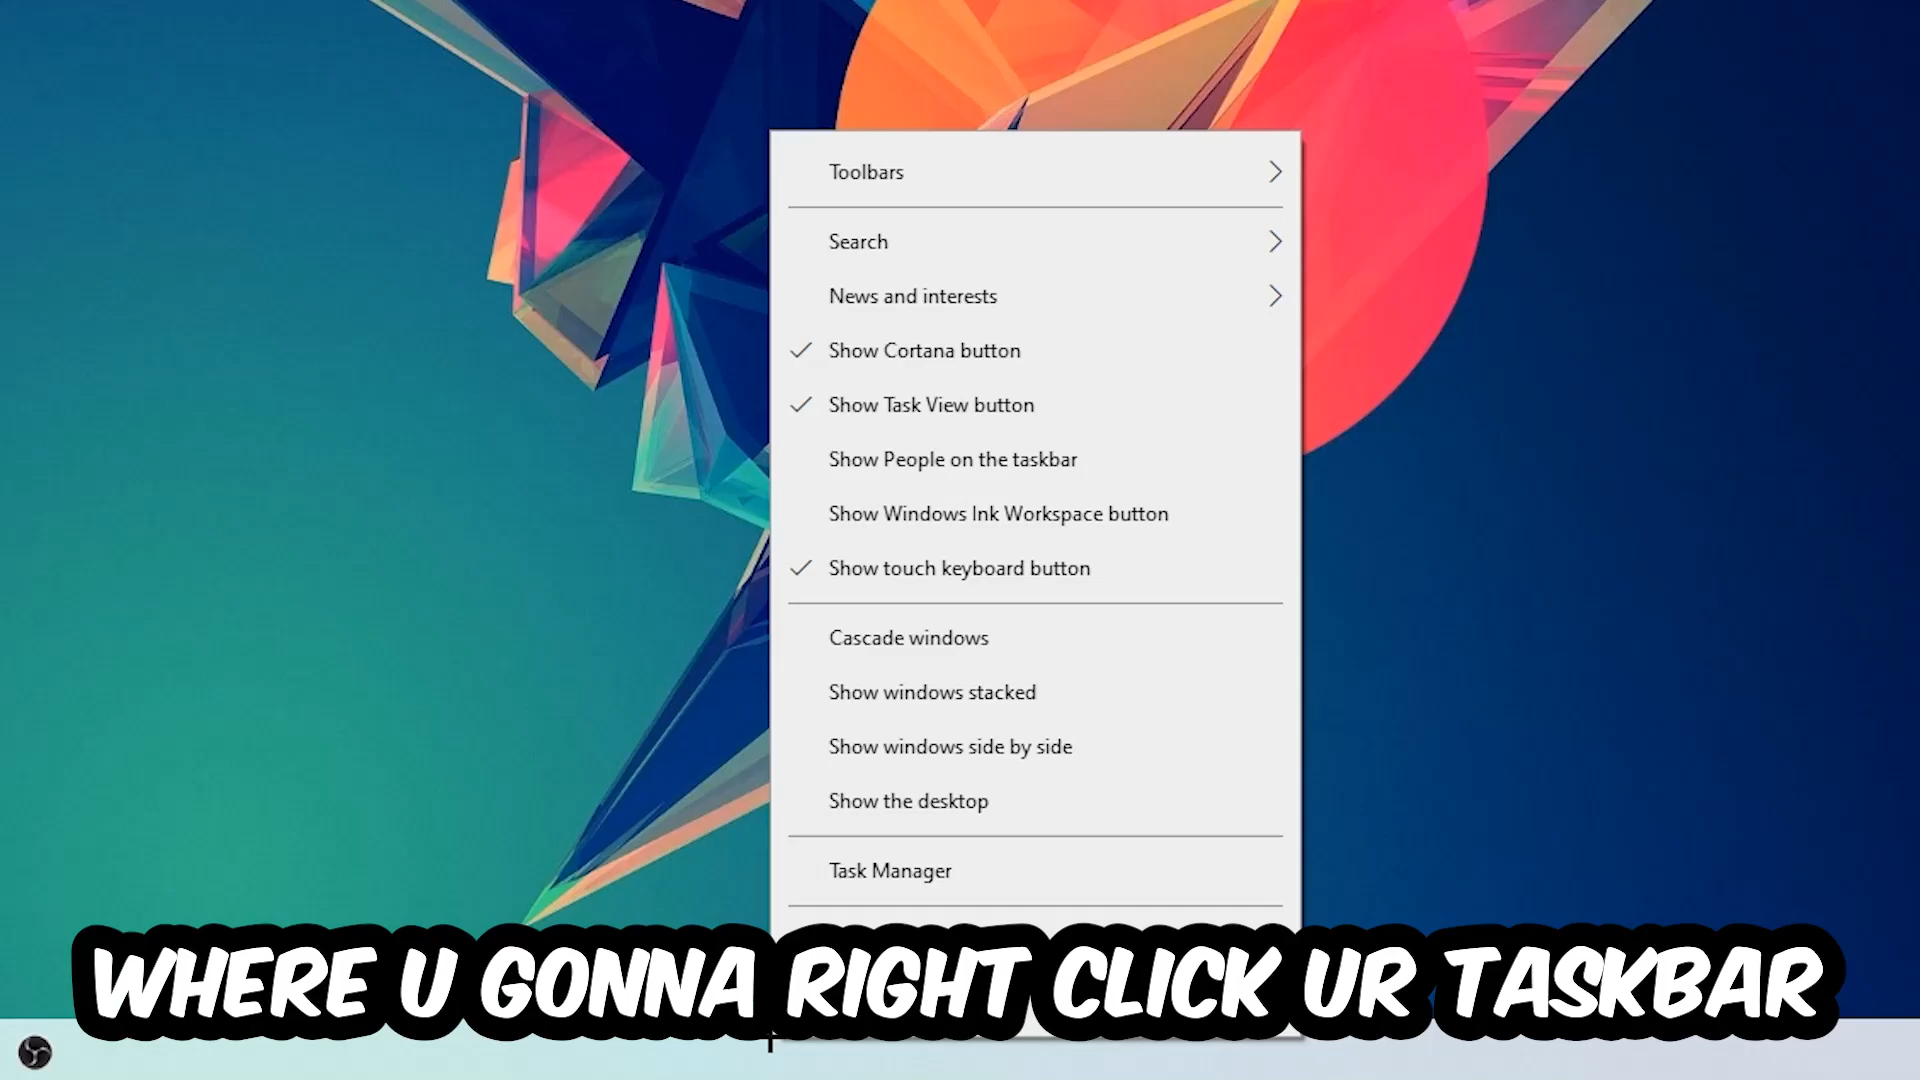 Toolbars
Search
News and interests
Show Cortana button
Show Task View button
Show People on the taskbar
Show Windows Ink Workspace button
Show touch keyboard button
Cascade windows
Show windows stacked
Show windows side by side
Show the desktop
Task Manager
WHERE U GONNA RIGHT CLICK UR TASKBAR